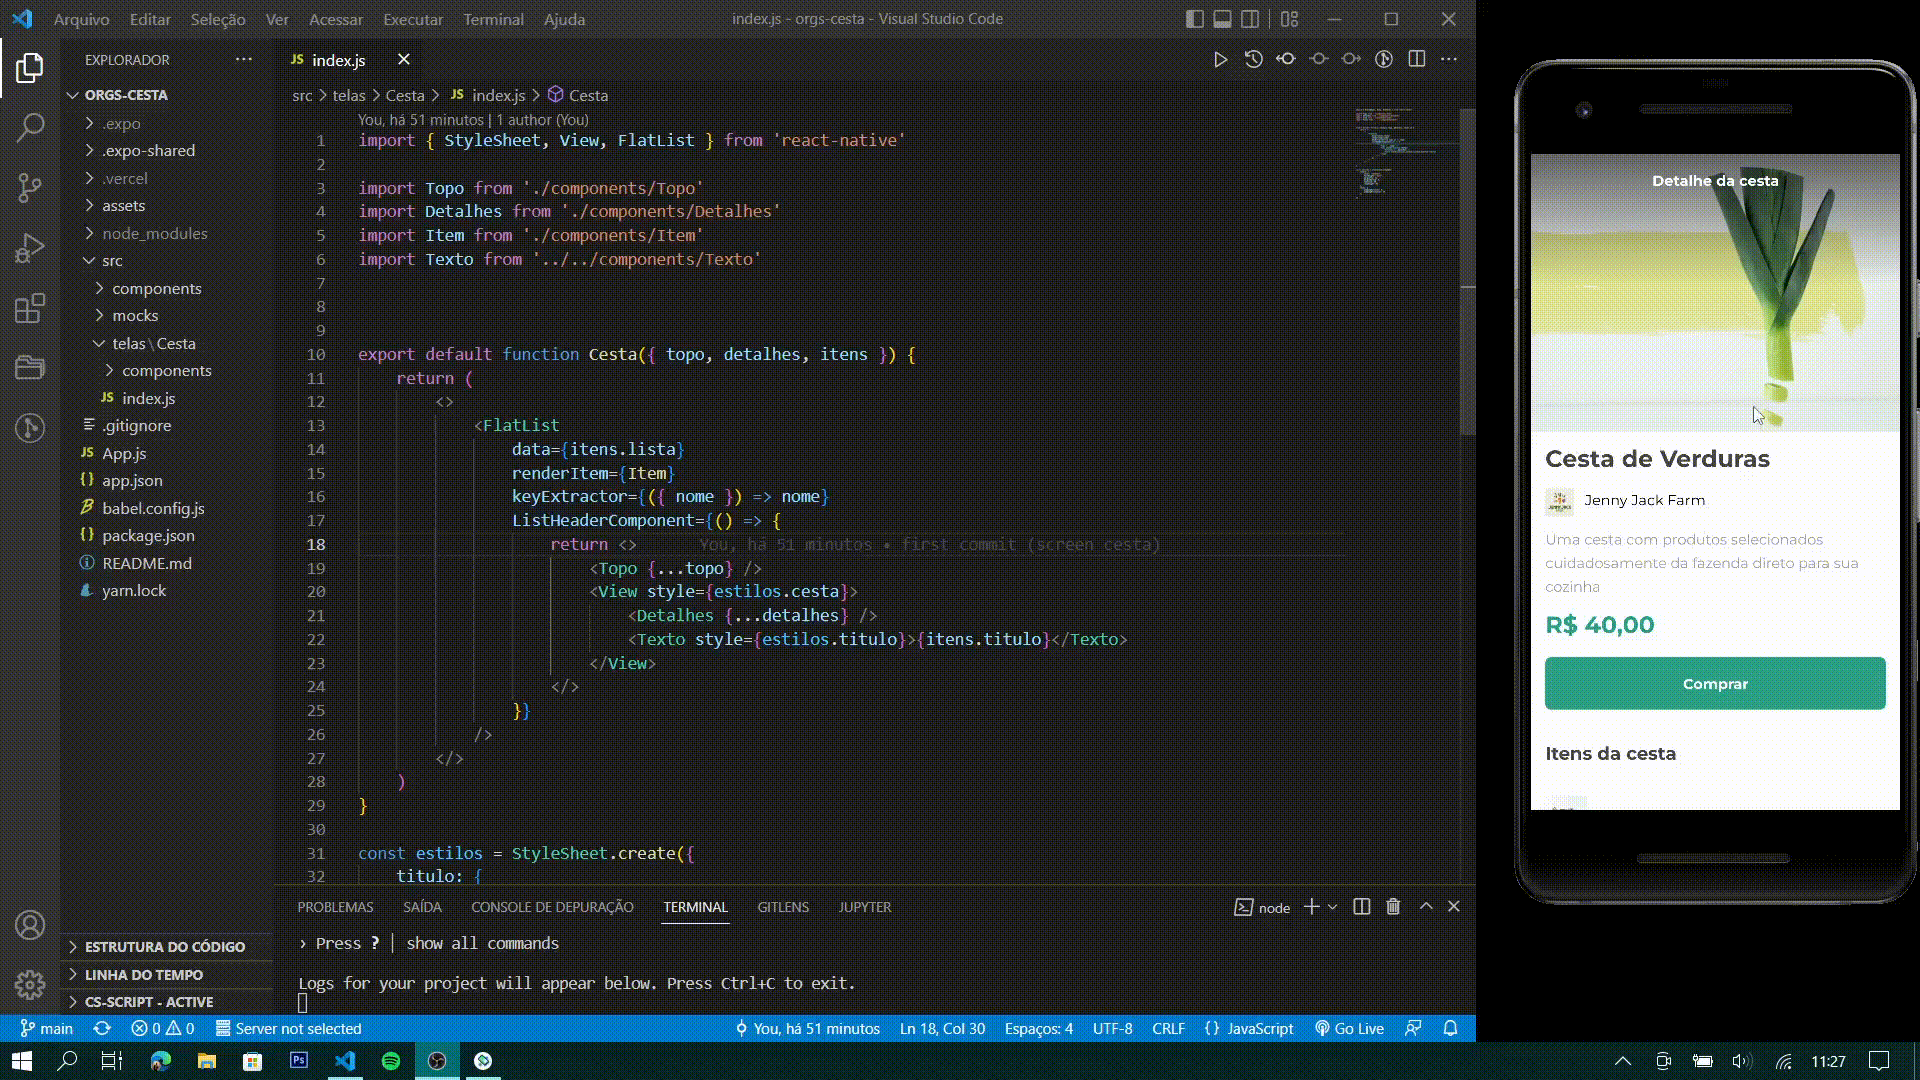 Arquivo Editar Seleção Ver Acessar Executar Terminal Ajuda
index.js - orgs-cesta - Visual Studio Code
EXPLORADOR
ORGS-CESTA
.expo
.expo-shared
.vercel
assets
node_modules
src
components
mocks
telas\Cesta
components
JS index.js
.gitignore
JS App.js
{} app.json
babel.config.js
{} package.json
README.md
yarn.lock
ESTRUTURA DO CÓDIGO
LINHA DO TEMPO
CS-SCRIPT - ACTIVE
JS index.js
src > telas > Cesta > JS index.js > Cesta
You, há 51 minutos | 1 author (You)
1 import { StyleSheet, View, FlatList } from 'react-native'
2
3 import Topo from './components/Topo'
4 import Detalhes from './components/Detalhes'
5 import Item from './components/Item'
6 import Texto from '../../components/Texto'
7
8
9
10 export default function Cesta({ topo, detalhes, itens }) {
11 return (
12 <>
13 <FlatList
14 data={itens.lista}
15 renderItem={Item}
16 keyExtractor={({ nome }) => nome}
17 ListHeaderComponent={() => {
18 return <> You, há 51 minutos • first commit (screen cesta)
19 <Topo {...topo} />
20 <View style={estilos.cesta}>
21 <Detalhes {...detalhes} />
22 <Texto style={estilos.titulo}>{itens.titulo}</Texto>
23 </View>
24 </>
25 }}
26 />
27 </>
28 )
29 }
30
31 const estilos = StyleSheet.create({
32 titulo: {
PROBLEMAS SAÍDA CONSOLE DE DEPURAÇÃO TERMINAL GITLENS JUPYTER
node
› Press ? │ show all commands
Logs for your project will appear below. Press Ctrl+C to exit.
main 0 0 Server not selected
You, há 51 minutos Ln 18, Col 30 Espaços: 4 UTF-8 CRLF {} JavaScript Go Live
Ps
11:27
Detalhe da cesta
Cesta de Verduras
Jenny Jack Farm
Uma cesta com produtos selecionados
cuidadosamente da fazenda direto para sua
cozinha
R$ 40,00
Comprar
Itens da cesta